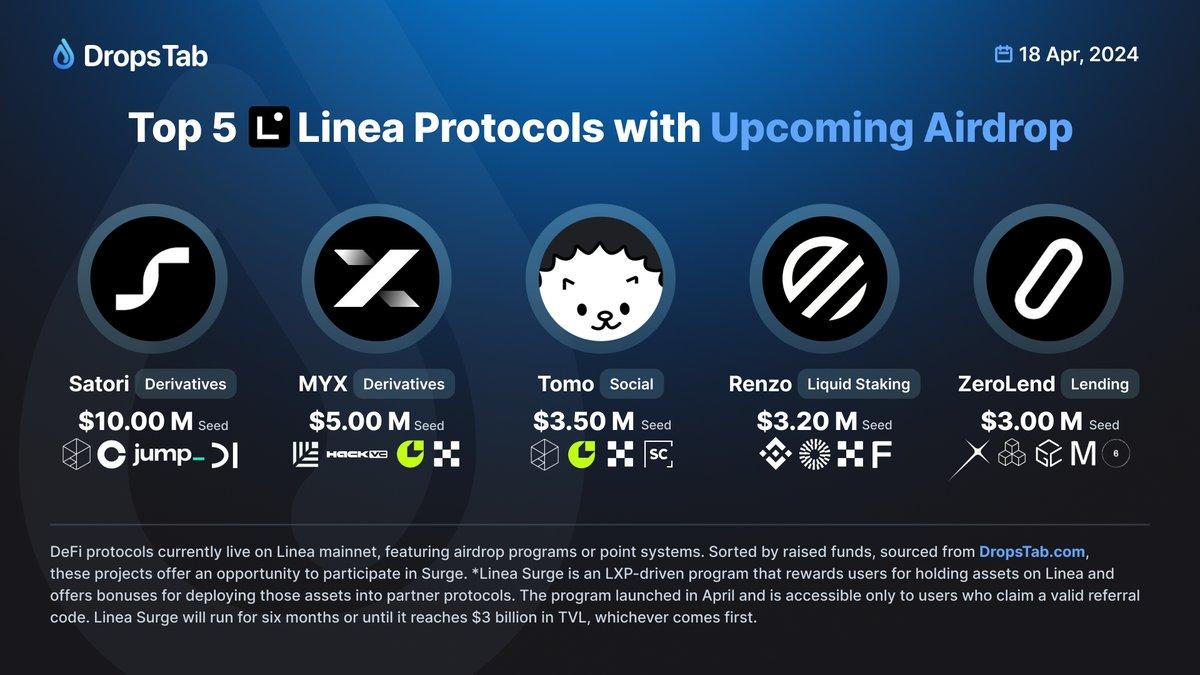 DropsTab
18 Apr, 2024
Top 5 Linea Protocols with Upcoming Airdrop
Satori Derivatives
$10.00 M Seed
jump_
MYX Derivatives
$5.00 M Seed
HACK VC
Tomo Social
$3.50 M Seed
SC
Renzo Liquid Staking
$3.20 M Seed
F
ZeroLend Lending
$3.00 M Seed
M 6
DeFi protocols currently live on Linea mainnet, featuring airdrop programs or point systems. Sorted by raised funds, sourced from DropsTab.com,
these projects offer an opportunity to participate in Surge. *Linea Surge is an LXP-driven program that rewards users for holding assets on Linea and
offers bonuses for deploying those assets into partner protocols. The program launched in April and is accessible only to users who claim a valid referral
code. Linea Surge will run for six months or until it reaches $3 billion in TVL, whichever comes first.